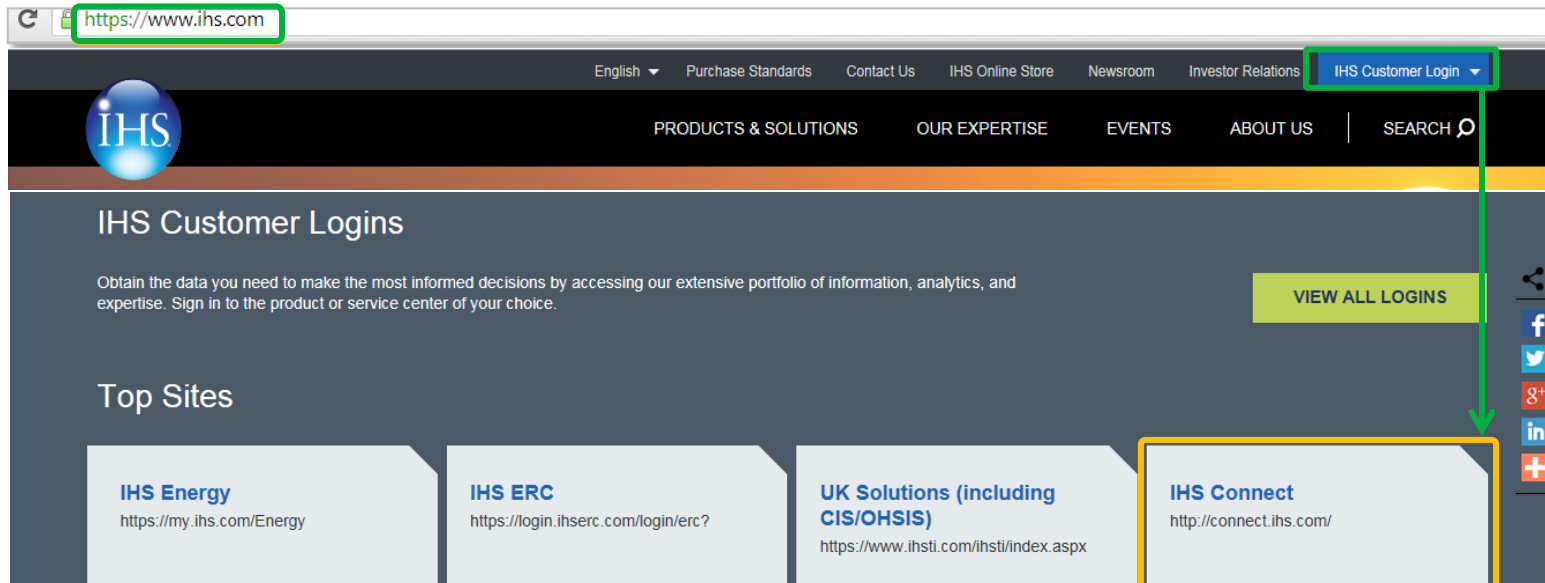 https://www.ihs.com
English Purchase Standards Contact Us IHS Online Store Newsroom Investor Relations IHS Customer Login
IHS
PRODUCTS & SOLUTIONS OUR EXPERTISE EVENTS ABOUT US SEARCH
IHS Customer Logins
Obtain the data you need to make the most informed decisions by accessing our extensive portfolio of information, analytics, and
expertise. Sign in to the product or service center of your choice.
VIEW ALL LOGINS
Top Sites
IHS Energy
https://my.ihs.com/Energy
IHS ERC
https://login.ihserc.com/login/erc?
UK Solutions (including
CIS/OHSIS)
https://www.ihsti.com/ihsti/index.aspx
IHS Connect
http://connect.ihs.com/
f
8+
in